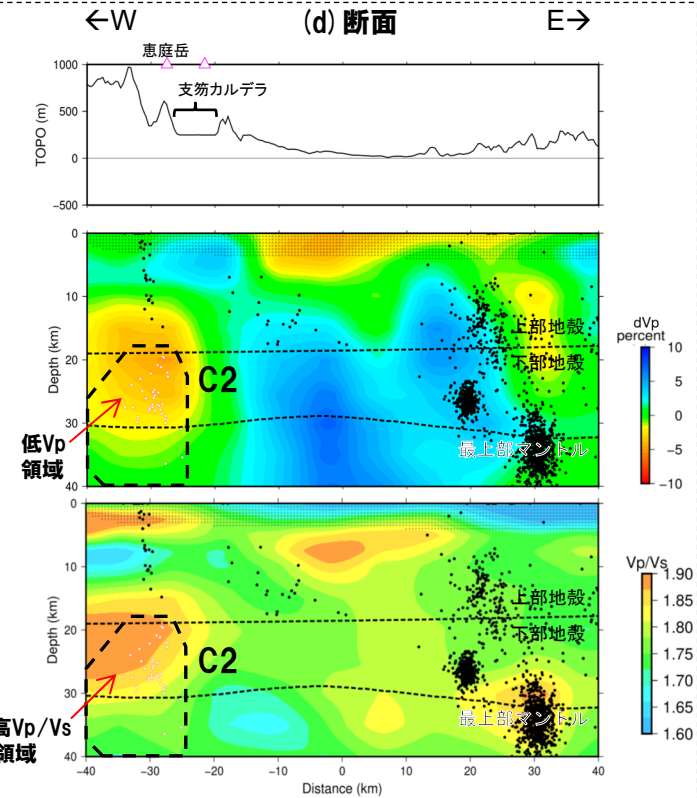 ←W
(d) 断面
E→
恵庭岳
支笏カルデラ
TOPO (m)
1000
500
0
−500
Depth (km)
0
10
20
30
40
上部地殻
下部地殻
C2
最上部マントル
低Vp
領域
dVp
percent
10
5
0
−5
−10
Depth (km)
0
10
20
30
40
上部地殻
下部地殻
C2
最上部マントル
高Vp/Vs
領域
Vp/Vs
1.90
1.85
1.80
1.75
1.70
1.65
1.60
−40 −30 −20 −10 0 10 20 30 40
Distance (km)